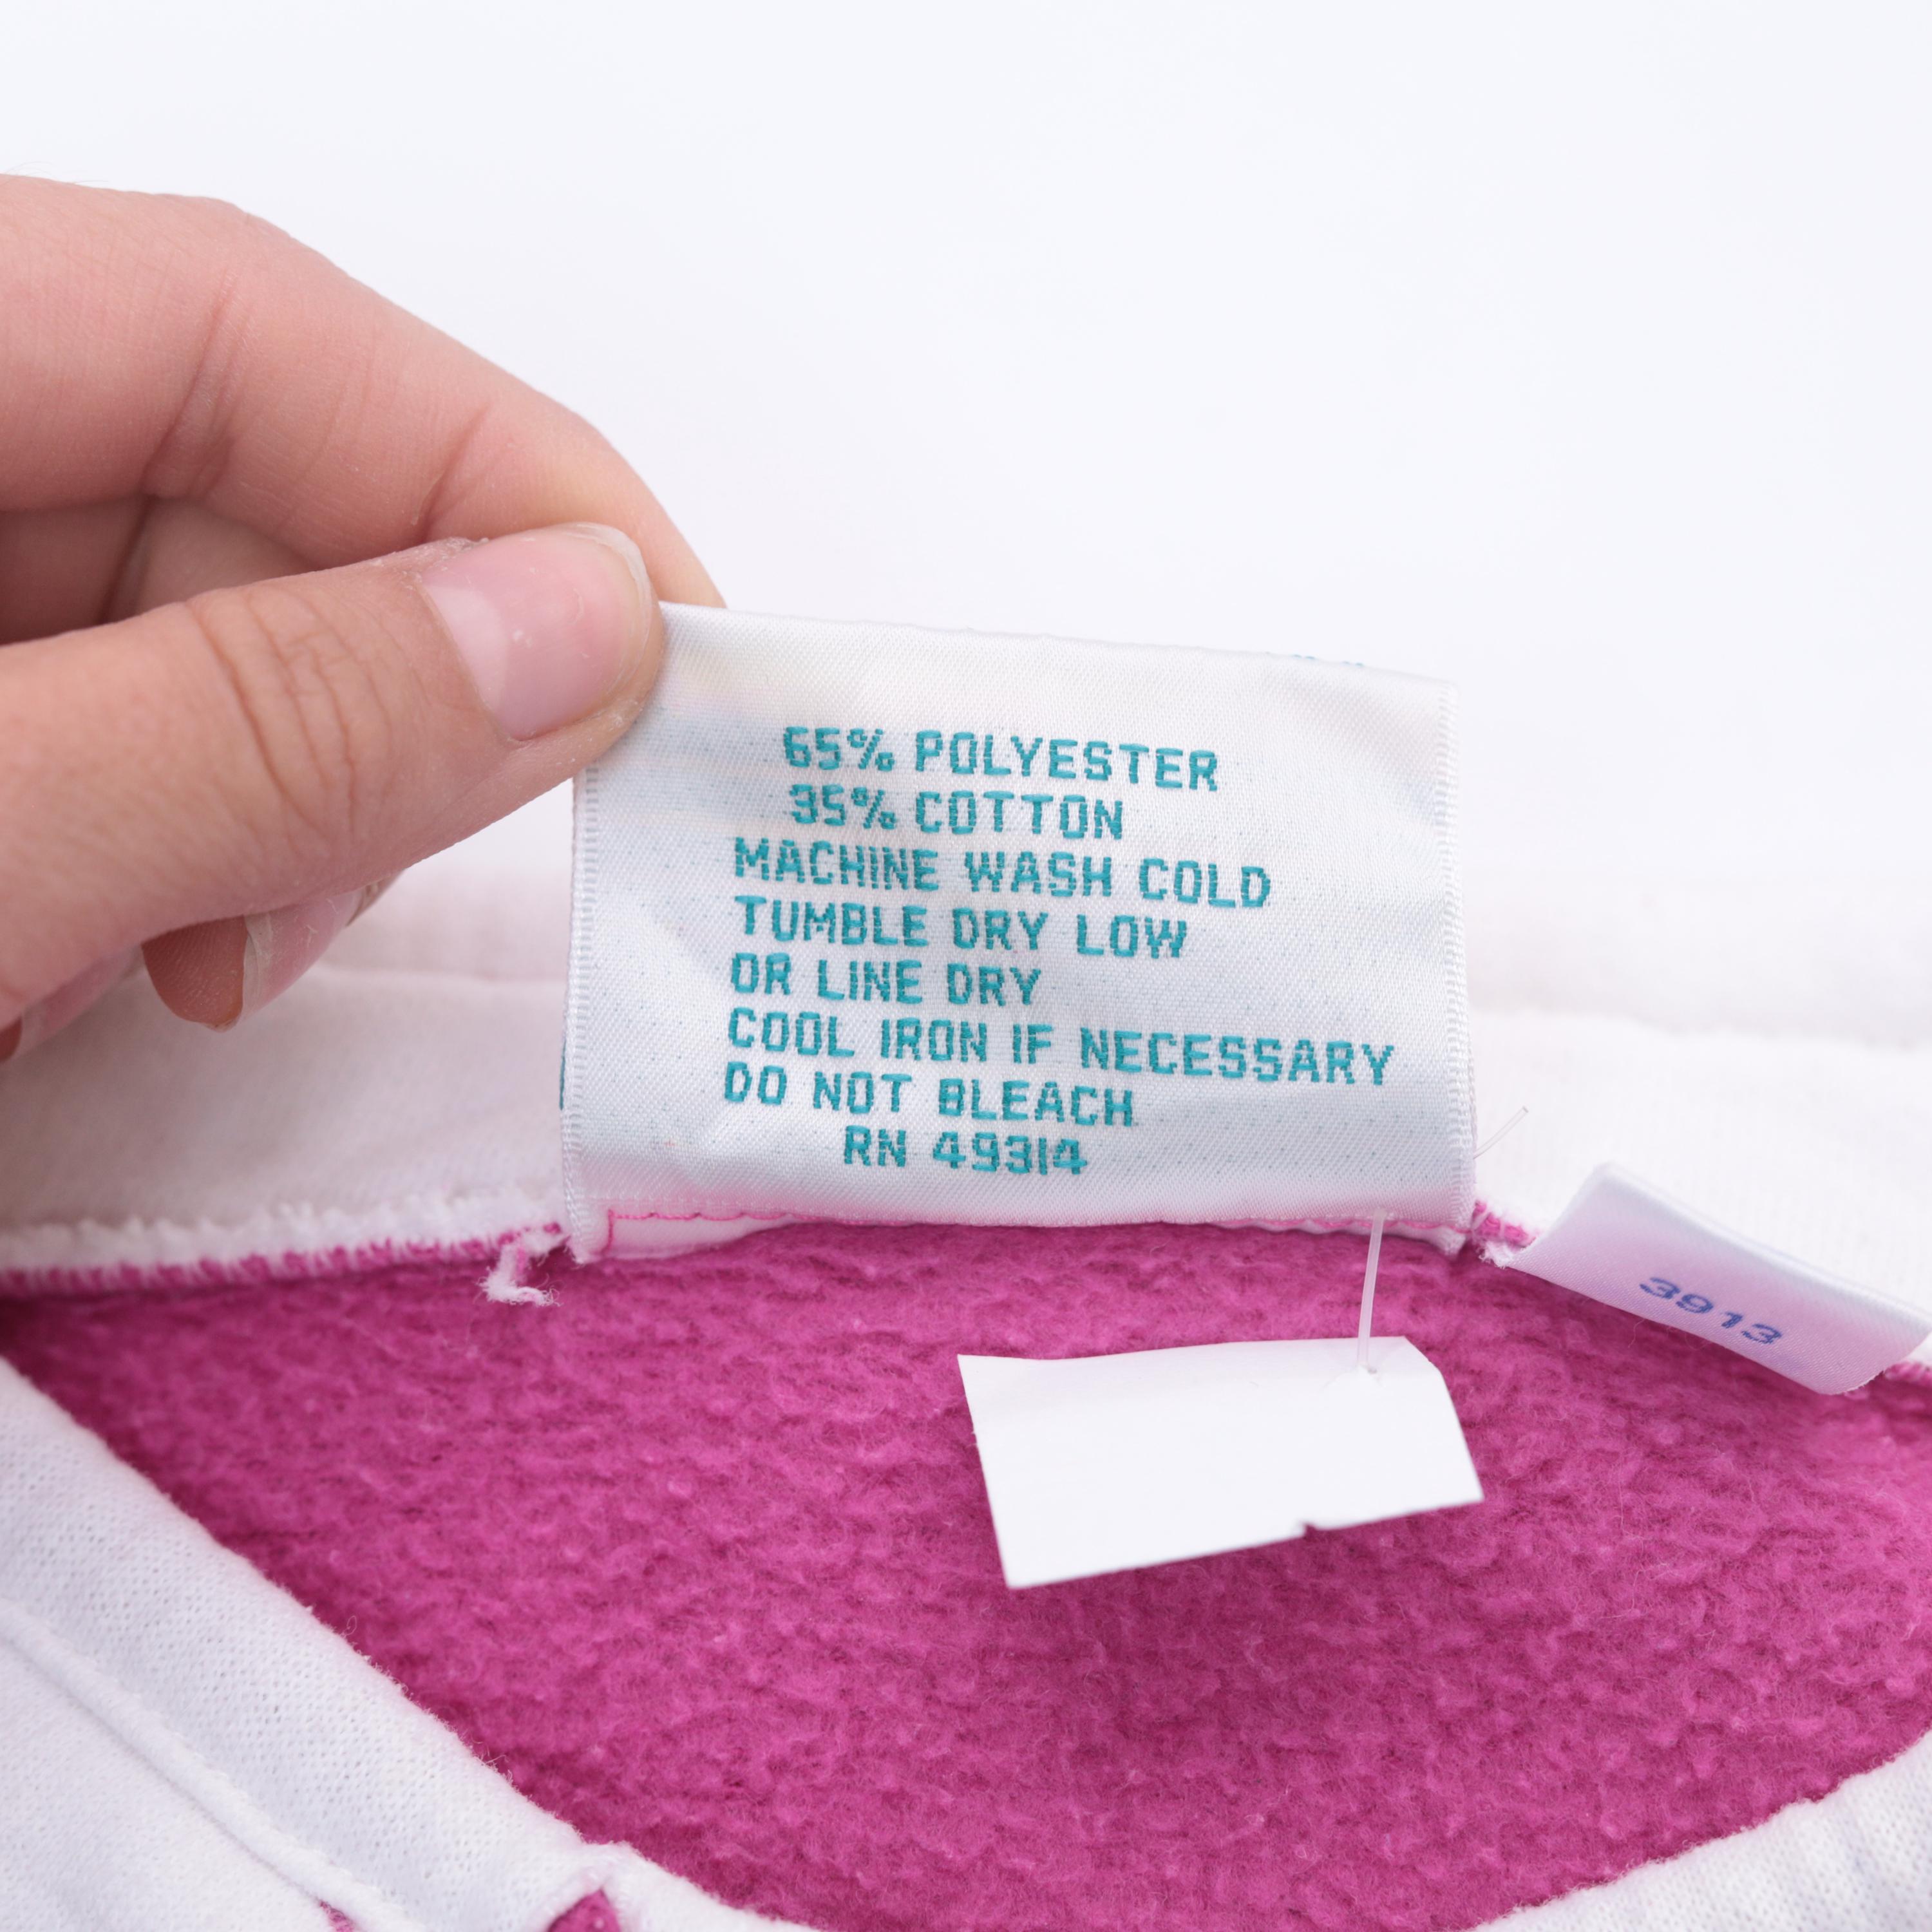 65% POLYESTER
35% COTTON
MACHINE WASH COLD
TUMBLE DRY LOW
OR LINE DRY
COOL IRON IF NECESSARY
DO NOT BLEACH
RN 49314
3913